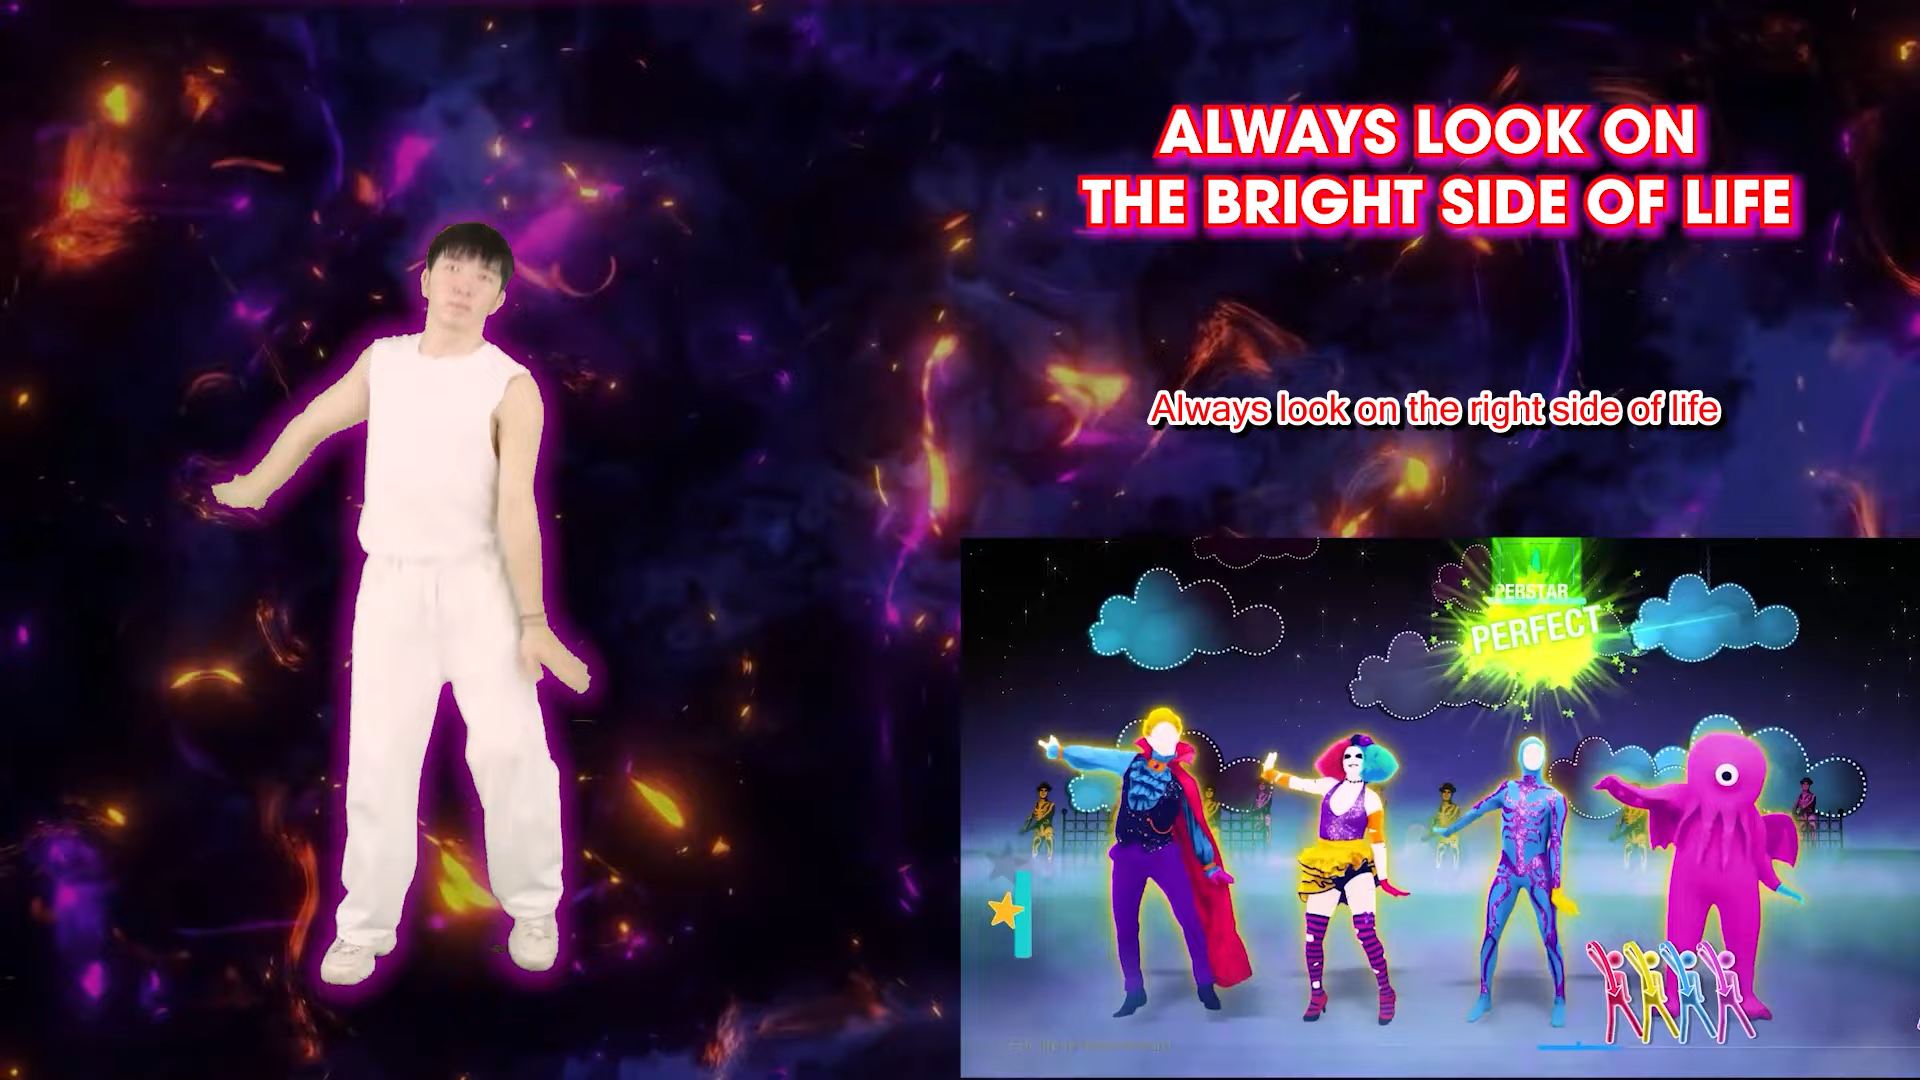 ALWAYS LOOK ON
THE BRIGHT SIDE OF LIFE
Always look on the right side of life
PERSTAR
PERFECT